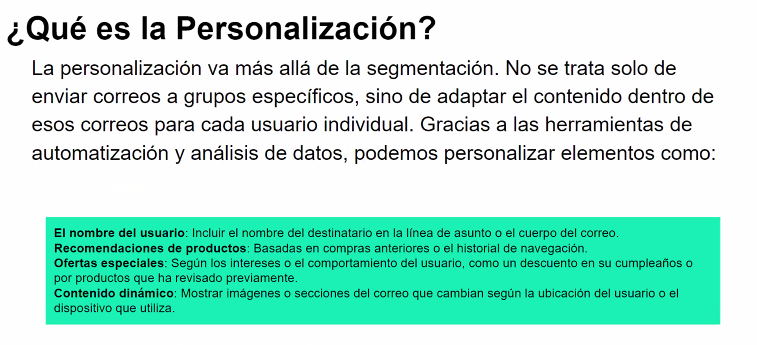 ¿Qué es la Personalización?
La personalización va más allá de la segmentación. No se trata solo de
enviar correos a grupos específicos, sino de adaptar el contenido dentro de
esos correos para cada usuario individual. Gracias a las herramientas de
automatización y análisis de datos, podemos personalizar elementos como:
El nombre del usuario: Incluir el nombre del destinatario en la línea de asunto o el cuerpo del correo.
Recomendaciones de productos: Basadas en compras anteriores o el historial de navegación.
Ofertas especiales: Según los intereses o el comportamiento del usuario, como un descuento en su cumpleaños o
por productos que ha revisado previamente.
Contenido dinámico: Mostrar imágenes o secciones del correo que cambian según la ubicación del usuario o el
dispositivo que utiliza.